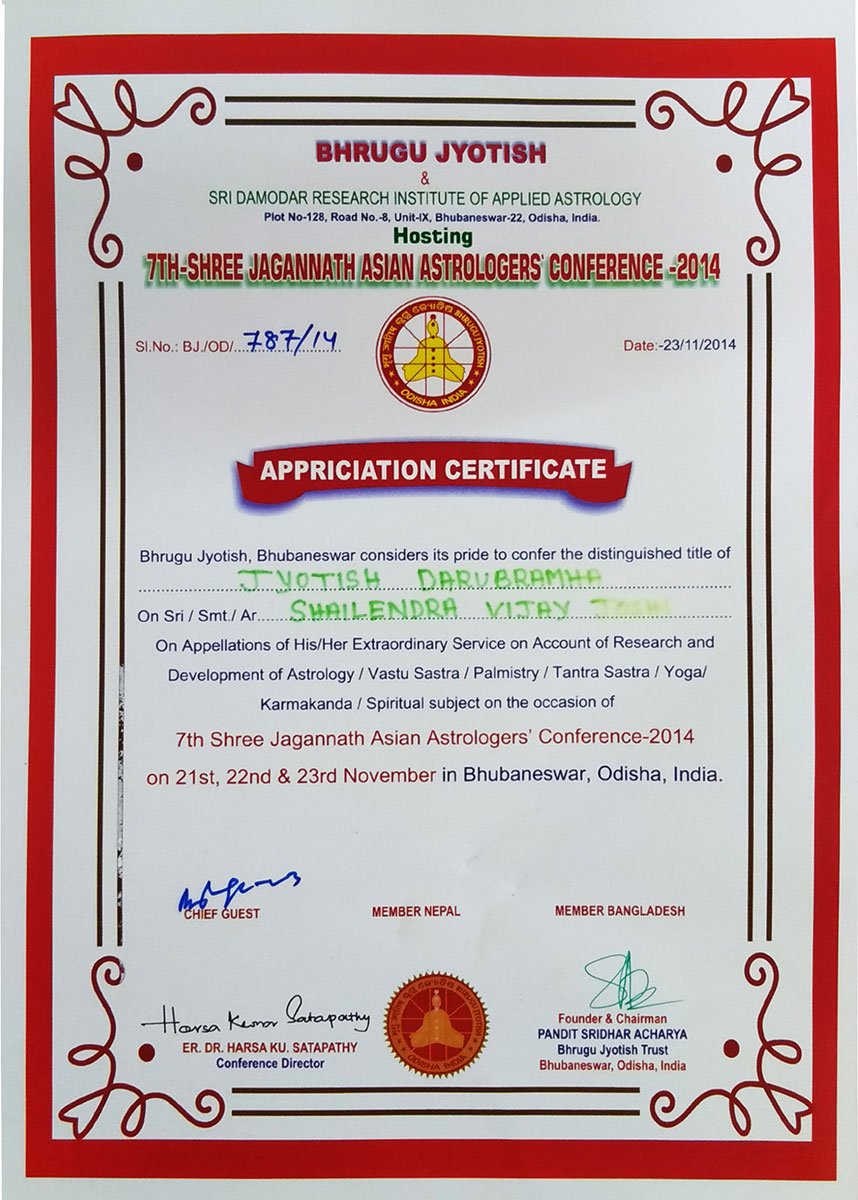 BHRUGU JYOTISH
&
SRI DAMODAR RESEARCH INSTITUTE OF APPLIED ASTROLOGY
Plot No-128, Road No.-8, Unit-IX, Bhubaneswar-22, Odisha, India.
Hosting
7TH-SHREE JAGANNATH ASIAN ASTROLOGERS' CONFERENCE -2014
Sl.No.: BJ./OD/...787/14
Date:-23/11/2014
BHRUGU JYOTISH
ODISHA INDIA
APPRICIATION CERTIFICATE
Bhrugu Jyotish, Bhubaneswar considers its pride to confer the distinguished title of
JYOTISH DARUBRAMHA
On Sri / Smt./ Ar. SHAILENDRA VIJAY JOSHI
On Appellations of His/Her Extraordinary Service on Account of Research and
Development of Astrology / Vastu Sastra / Palmistry / Tantra Sastra / Yoga/
Karmakanda / Spiritual subject on the occasion of
7th Shree Jagannath Asian Astrologers' Conference-2014
on 21st, 22nd & 23rd November in Bhubaneswar, Odisha, India.
CHIEF GUEST
MEMBER NEPAL
MEMBER BANGLADESH
Harsa Kumar Satapathy
ER. DR. HARSA KU. SATAPATHY
Conference Director
ODISHA INDIA
Founder & Chairman
PANDIT SRIDHAR ACHARYA
Bhrugu Jyotish Trust
Bhubaneswar, Odisha, India